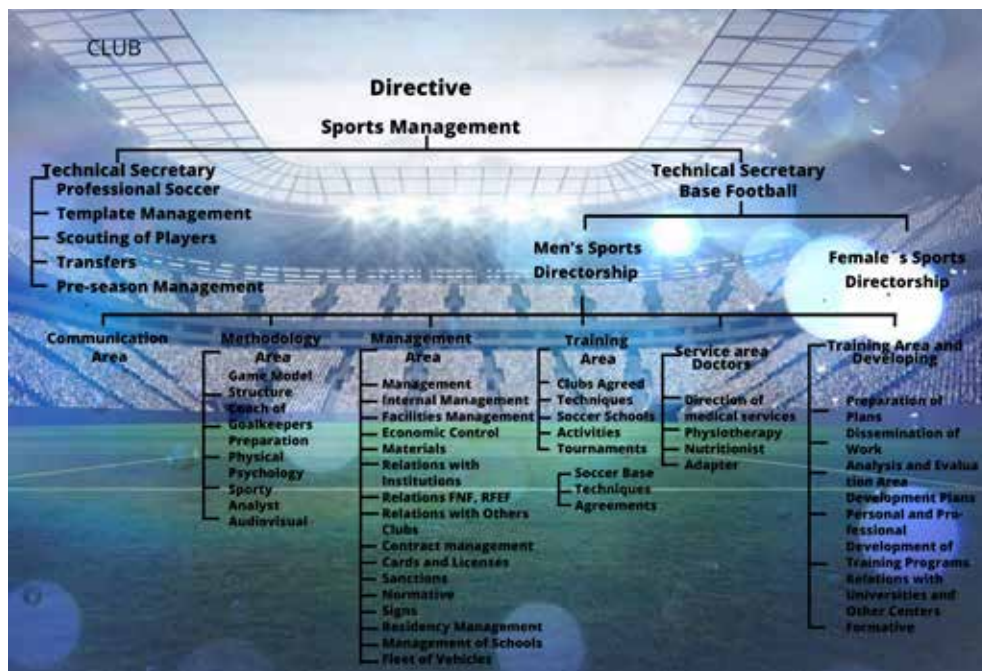 CLUB
Directive
Sports Management
Technical Secretary
Professional Soccer
Template Management
Scouting of Players
Transfers
Pre-season Management
Technical Secretary
Base Football
Men's Sports
Directorship
Female´s Sports
Directorship
Communication
Area
Methodology
Area
Game Model
Structure
Coach of
Goalkeepers
Preparation
Physical
Psychology
Sporty
Analyst
Audiovisual
Management
Area
Management
Internal Management
Facilities Management
Economic Control
Materials
Relations with
Institutions
Relations FNF, RFEF
Relations with Others
Clubs
Contract management
Cards and Licenses
Sanctions
Normative
Signs
Residency Management
Management of Schools
Fleet of Vehicles
Training
Area
Clubs Agreed
Techniques
Soccer Schools
Activities
Tournaments
Soccer Base
Techniques
Agreements
Service area
Doctors
Direction of
medical services
Physiotherapy
Nutritionist
Adapter
Training Area and
Developing
Preparation of
Plans
Dissemination of
Work
Analysis and Evalua
tion Area
Development Plans
Personal and Pro-
fessional
Development of
Training Programs
Relations with
Universities and
Other Centers
Formative